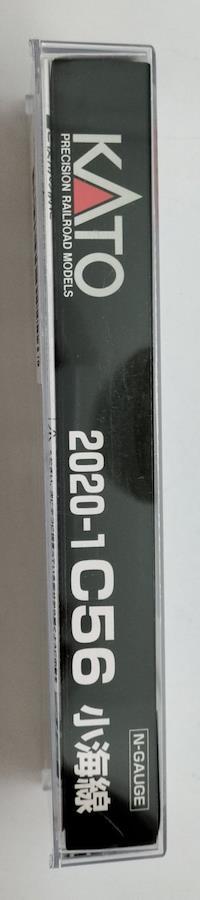 KATO
PRECISION RAILROAD MODELS
2020-1 C56 小海線
N-GAUGE